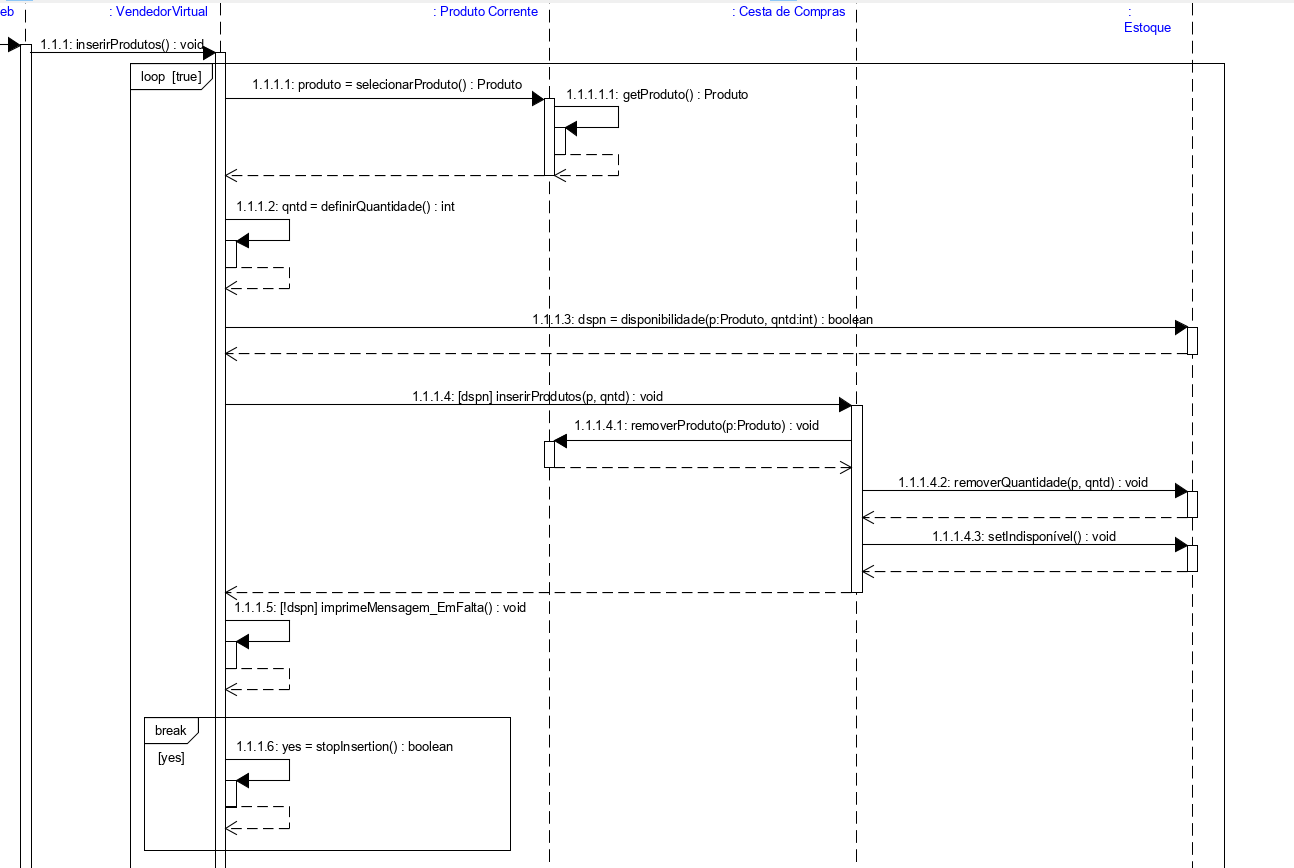 eb
: VendedorVirtual
: Produto Corrente
: Cesta de Compras
:
Estoque
1.1.1: inserirProdutos() : void
loop [true]
1.1.1.1: produto = selecionarProduto() : Produto
1.1.1.1.1: getProduto() : Produto
1.1.1.2: qntd = definirQuantidade() : int
1.1.1.3: dspn = disponibilidade(p:Produto, qntd:int) : boolean
1.1.1.4: [dspn] inserirProdutos(p, qntd) : void
1.1.1.4.1: removerProduto(p:Produto) : void
1.1.1.4.2: removerQuantidade(p, qntd) : void
1.1.1.4.3: setIndisponível() : void
1.1.1.5: [!dspn] imprimeMensagem_EmFalta() : void
break
1.1.1.6: yes = stopInsertion() : boolean
[yes]